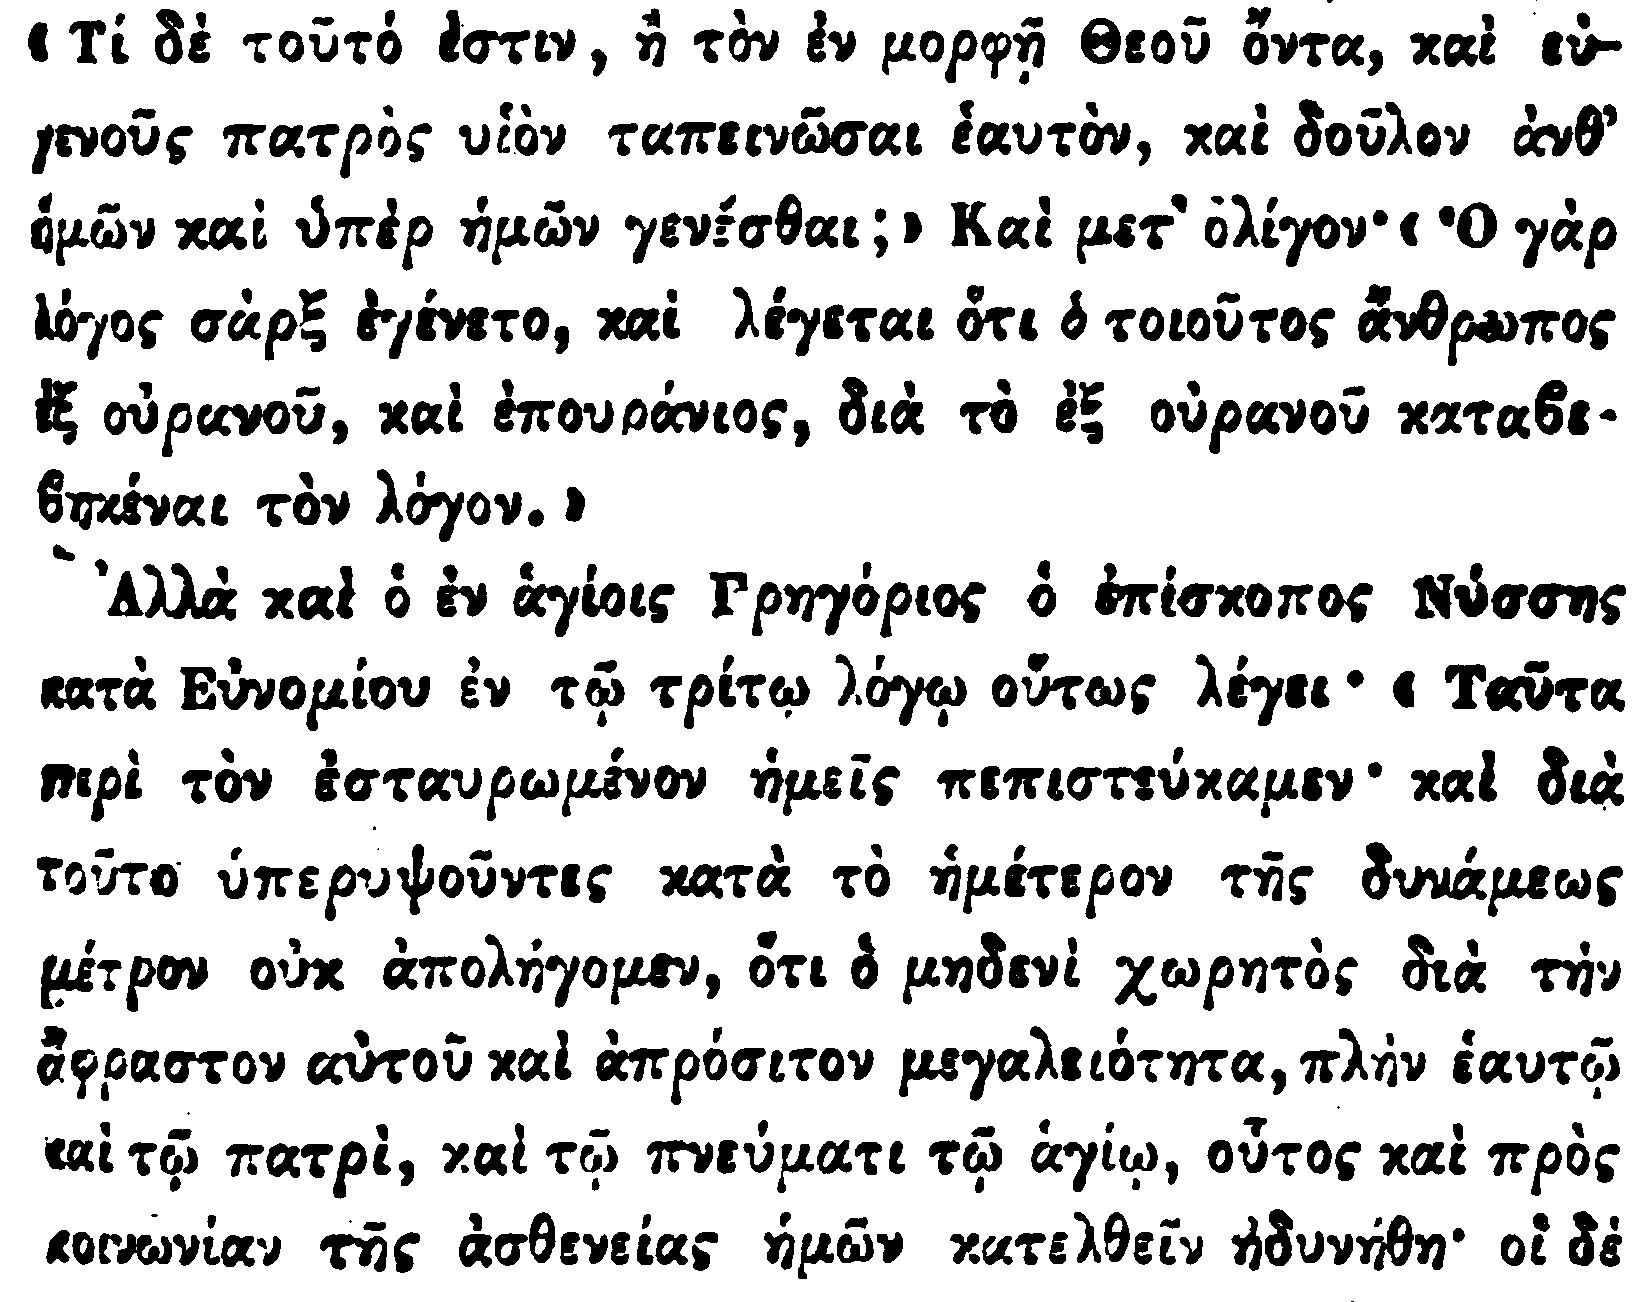 « Τί δὲ τοῦτό ἐστιν, ἢ τὸν ἐν μορφῇ Θεοῦ ὄντα, καὶ εὐ-
γενοῦς πατρὸς υἱὸν ταπεινῶσαι ἑαυτὸν, καὶ δοῦλον ἀνθ’
ἡμῶν καὶ ὑπὲρ ἡμῶν γενέσθαι; » Καὶ μετ’ ὀλίγον· « Ὁ γὰρ
λόγος σὰρξ ἐγένετο, καὶ λέγεται ὅτι ὁ τοιοῦτος ἄνθρωπος
ἐξ οὐρανοῦ, καὶ ἐπουράνιος, διὰ τὸ ἐξ οὐρανοῦ καταϐε-
ϐηκέναι τὸν λόγον. »
Ἀλλὰ καὶ ὁ ἐν ἁγίοις Γρηγόριος ὁ ἐπίσκοπος Νύσσης
κατὰ Εὐνομίου ἐν τῷ τρίτῳ λόγῳ οὕτως λέγει· « Ταῦτα
περὶ τὸν ἐσταυρωμένον ἡμεῖς πεπιστεύκαμεν· καὶ διὰ
τοῦτο ὑπερυψοῦντες κατὰ τὸ ἡμέτερον τῆς δυνάμεως
μέτρον οὐκ ἀπολήγομεν, ὅτι ὁ μηδενὶ χωρητὸς διὰ τὴν
ἄφραστον αὐτοῦ καὶ ἀπρόσιτον μεγαλειότητα, πλὴν ἑαυτῷ
καὶ τῷ πατρὶ, καὶ τῷ πνεύματι τῷ ἁγίῳ, οὗτος καὶ πρὸς
κοινωνίαν τῆς ἀσθενείας ἡμῶν κατελθεῖν ἠδυνήθη· οἱ δὲ